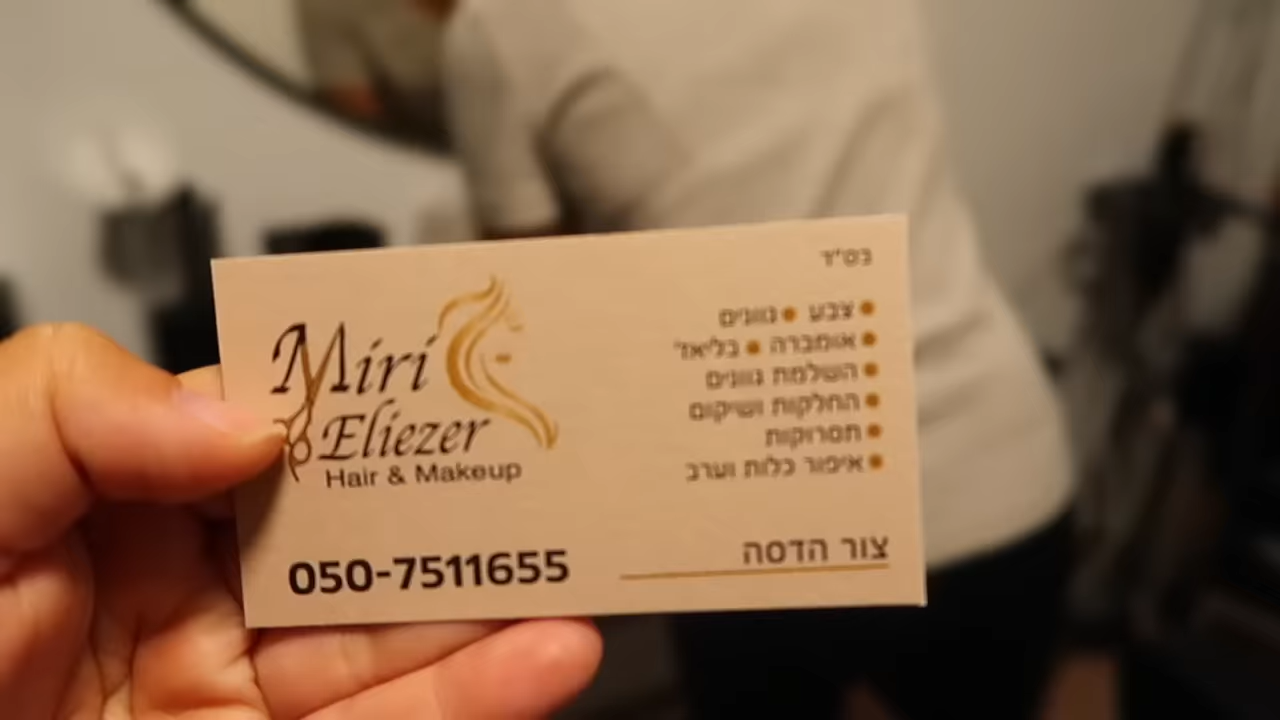 בס"ד
Miri
Eliezer
Hair & Makeup
050-7511655
צבע • גוונים
אומברה • בליאז'
השלמת גוונים
החלקות ושיקום
תסרוקות
איפור כלות וערב
צור הדסה